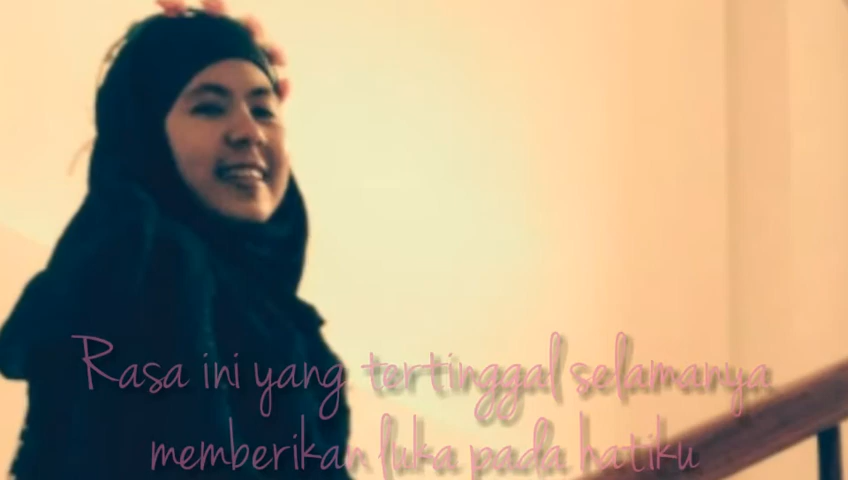 Rasa ini yang tertinggal selamanya
memberikan luka pada hatiku